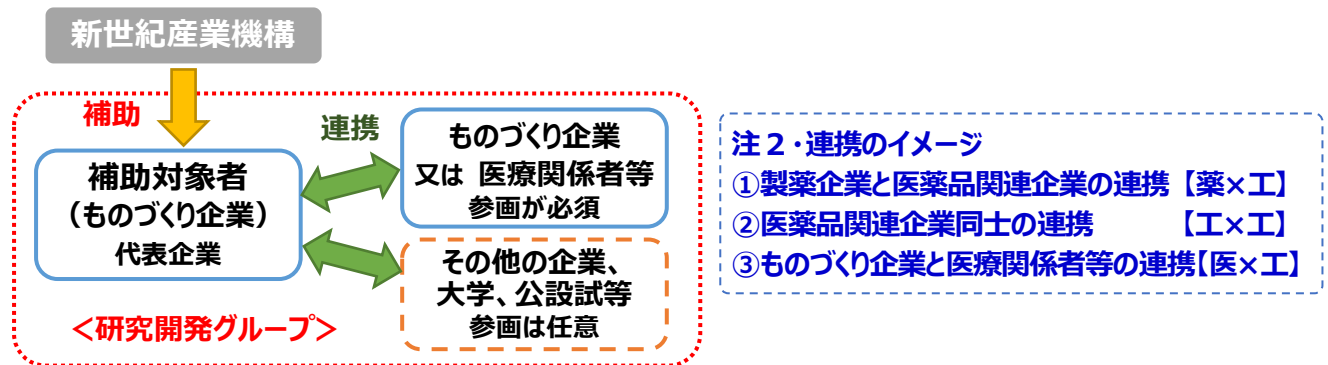 新世紀産業機構
補助
連携
補助対象者
（ものづくり企業）
代表企業
ものづくり企業
又は 医療関係者等
参画が必須
その他の企業、
大学、公設試等
参画は任意
＜研究開発グループ＞
注２・連携のイメージ
①製薬企業と医薬品関連企業の連携【薬×工】
②医薬品関連企業同士の連携 【工×工】
③ものづくり企業と医療関係者等の連携【医×工】